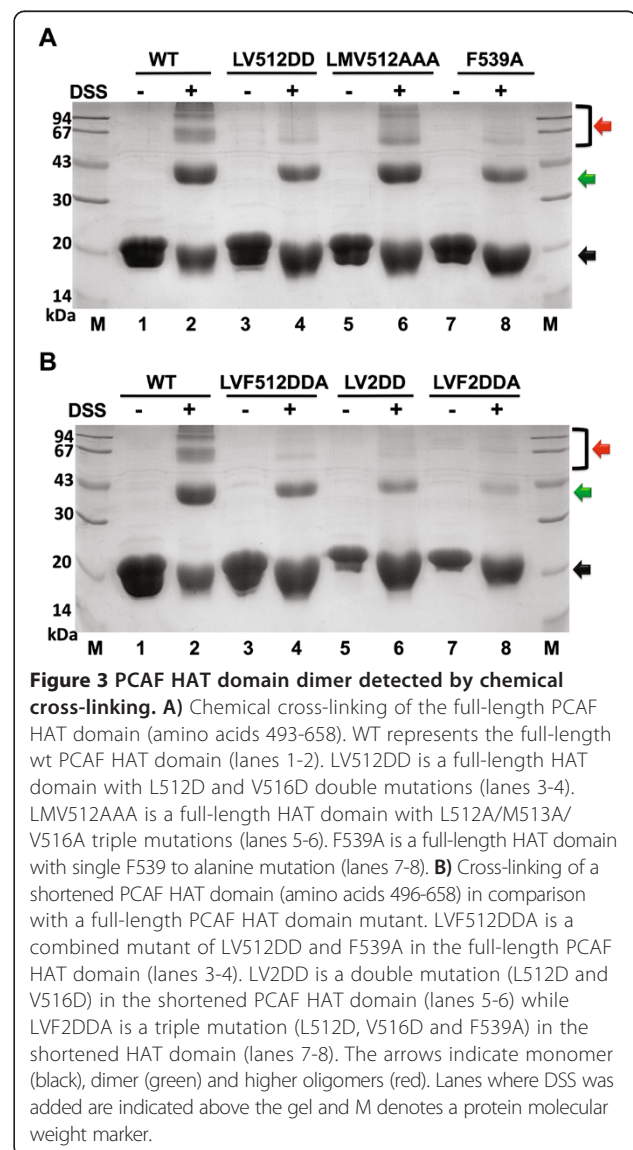 A
WT LV512DD LMV512AAA F539A
DSS - + - + - + - +
94
67
43
30
20
14
kDa M 1 2 3 4 5 6 7 8 M
B
WT LVF512DDA LV2DD LVF2DDA
DSS - + - + - + - +
94
67
43
30
20
14
kDa
M 1 2 3 4 5 6 7 8 M
Figure 3 PCAF HAT domain dimer detected by chemical
cross-linking. A) Chemical cross-linking of the full-length PCAF
HAT domain (amino acids 493-658). WT represents the full-length
wt PCAF HAT domain (lanes 1-2). LV512DD is a full-length HAT
domain with L512D and V516D double mutations (lanes 3-4).
LMV512AAA is a full-length HAT domain with L512A/M513A/
V516A triple mutations (lanes 5-6). F539A is a full-length HAT domain
with single F539 to alanine mutation (lanes 7-8). B) Cross-linking of a
shortened PCAF HAT domain (amino acids 496-658) in comparison
with a full-length PCAF HAT domain mutant. LVF512DDA is a
combined mutant of LV512DD and F539A in the full-length PCAF
HAT domain (lanes 3-4). LV2DD is a double mutation (L512D and
V516D) in the shortened PCAF HAT domain (lanes 5-6) while
LVF2DDA is a triple mutation (L512D, V516D and F539A) in the
shortened HAT domain (lanes 7-8). The arrows indicate monomer
(black), dimer (green) and higher oligomers (red). Lanes where DSS was
added are indicated above the gel and M denotes a protein molecular
weight marker.